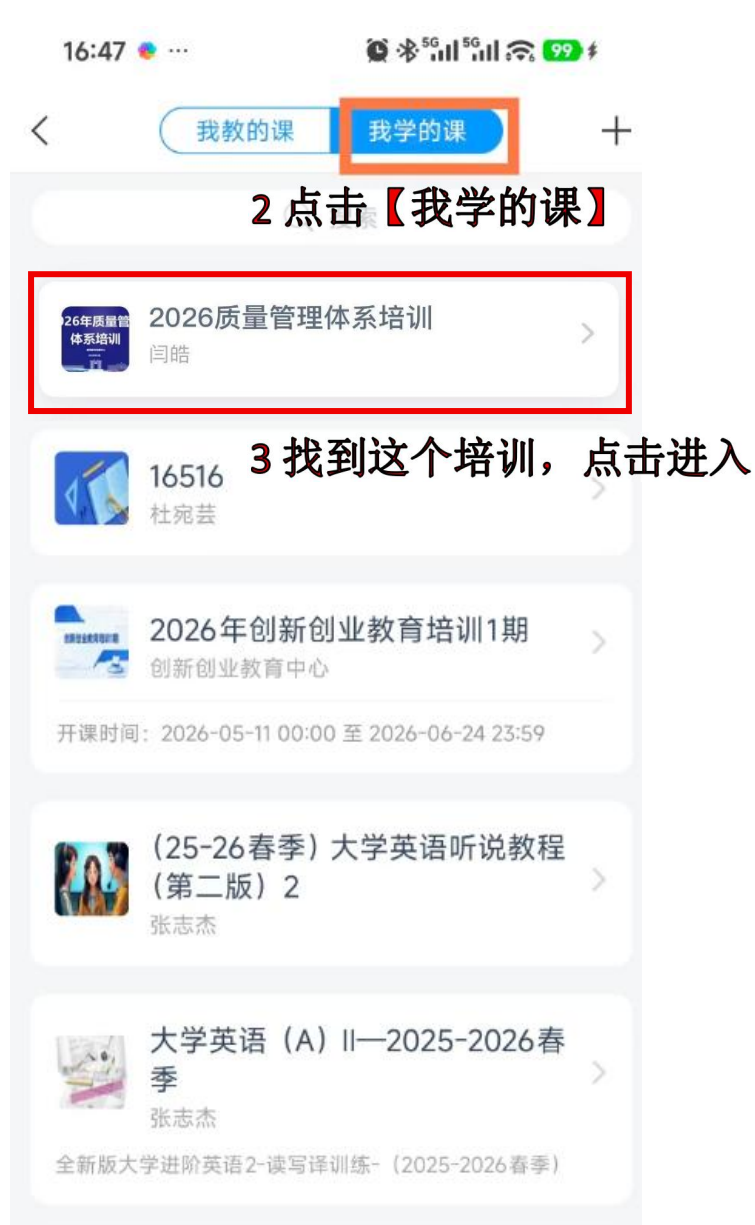 16:47 ... 5G 5G 99
我教的课 我学的课
2 点击【我学的课】
26年质量管
体系培训
2026质量管理体系培训
闫皓
3 找到这个培训，点击进入
16516
杜宛芸
2026年创新创业教育培训1期
创新创业教育中心
开课时间：2026-05-11 00:00 至 2026-06-24 23:59
（25-26春季）大学英语听说教程
（第二版）2
张志杰
大学英语（A）II—2025-2026春
季
张志杰
全新版大学进阶英语2-读写译训练-（2025-2026春季）